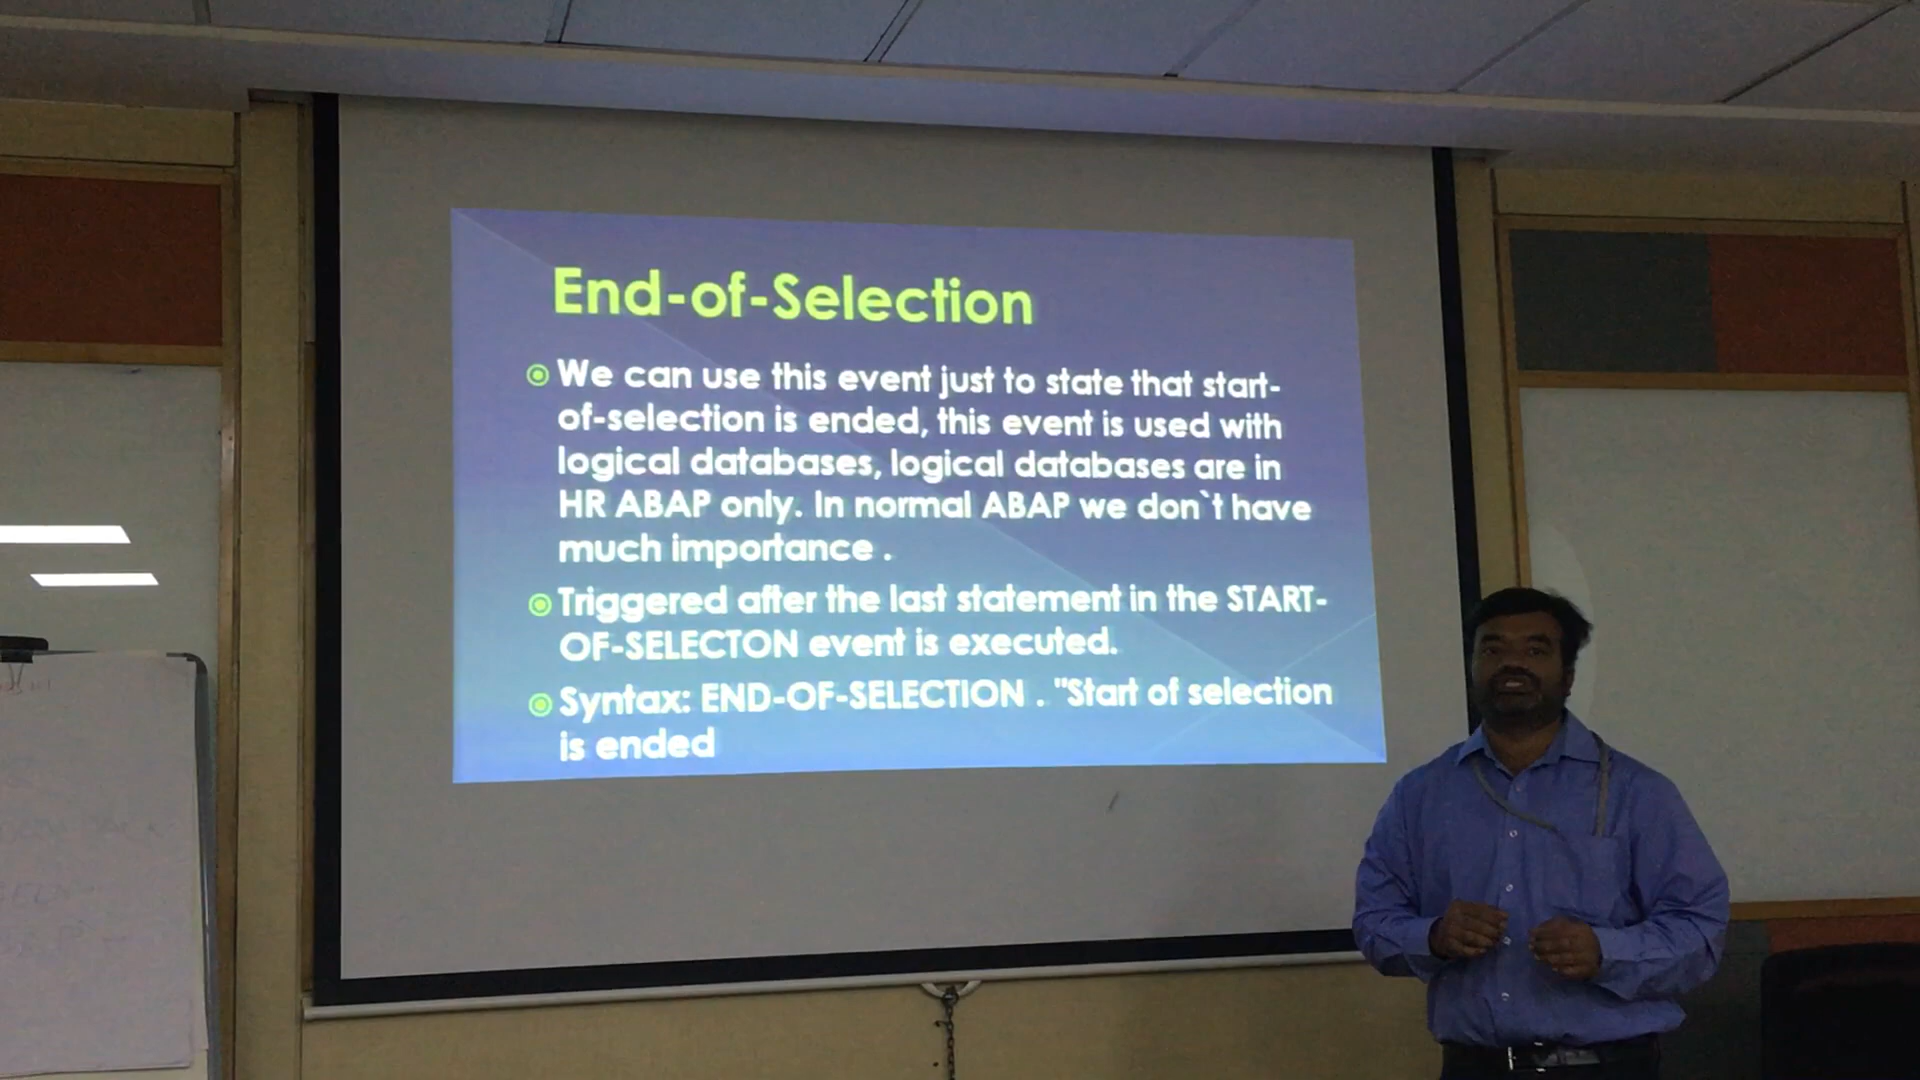 End-of-Selection
We can use this event just to state that start-
of-selection is ended, this event is used with
logical databases, logical databases are in
HR ABAP only. In normal ABAP we don`t have
much importance .
Triggered after the last statement in the START-
OF-SELECTON event is executed.
Syntax: END-OF-SELECTION . "Start of selection
is ended